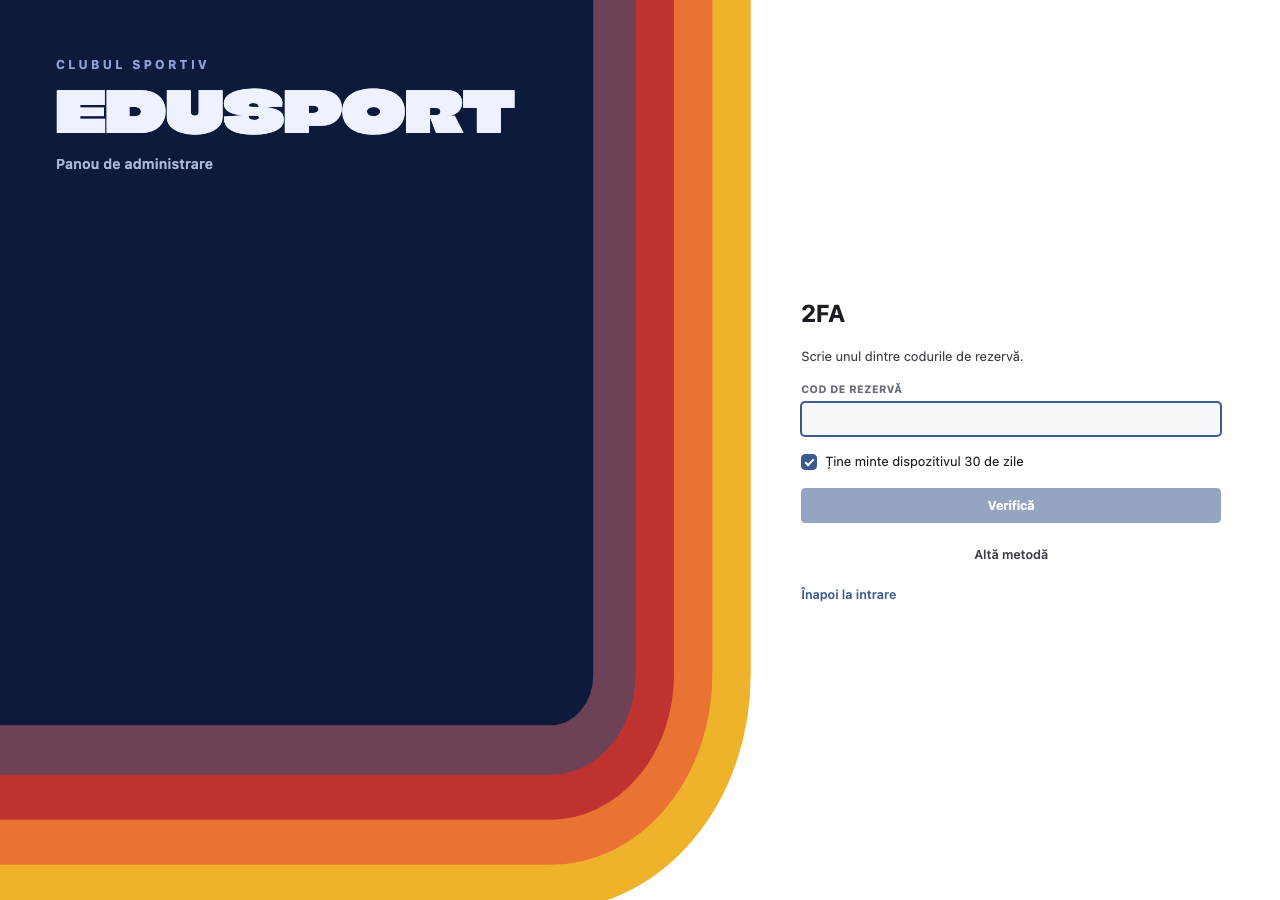 CLUBUL SPORTIV
EDUSPORT
Panou de administrare
2FA
Scrie unul dintre codurile de rezervă.
COD DE REZERVĂ
Ține minte dispozitivul 30 de zile
Verifică
Altă metodă
Înapoi la intrare